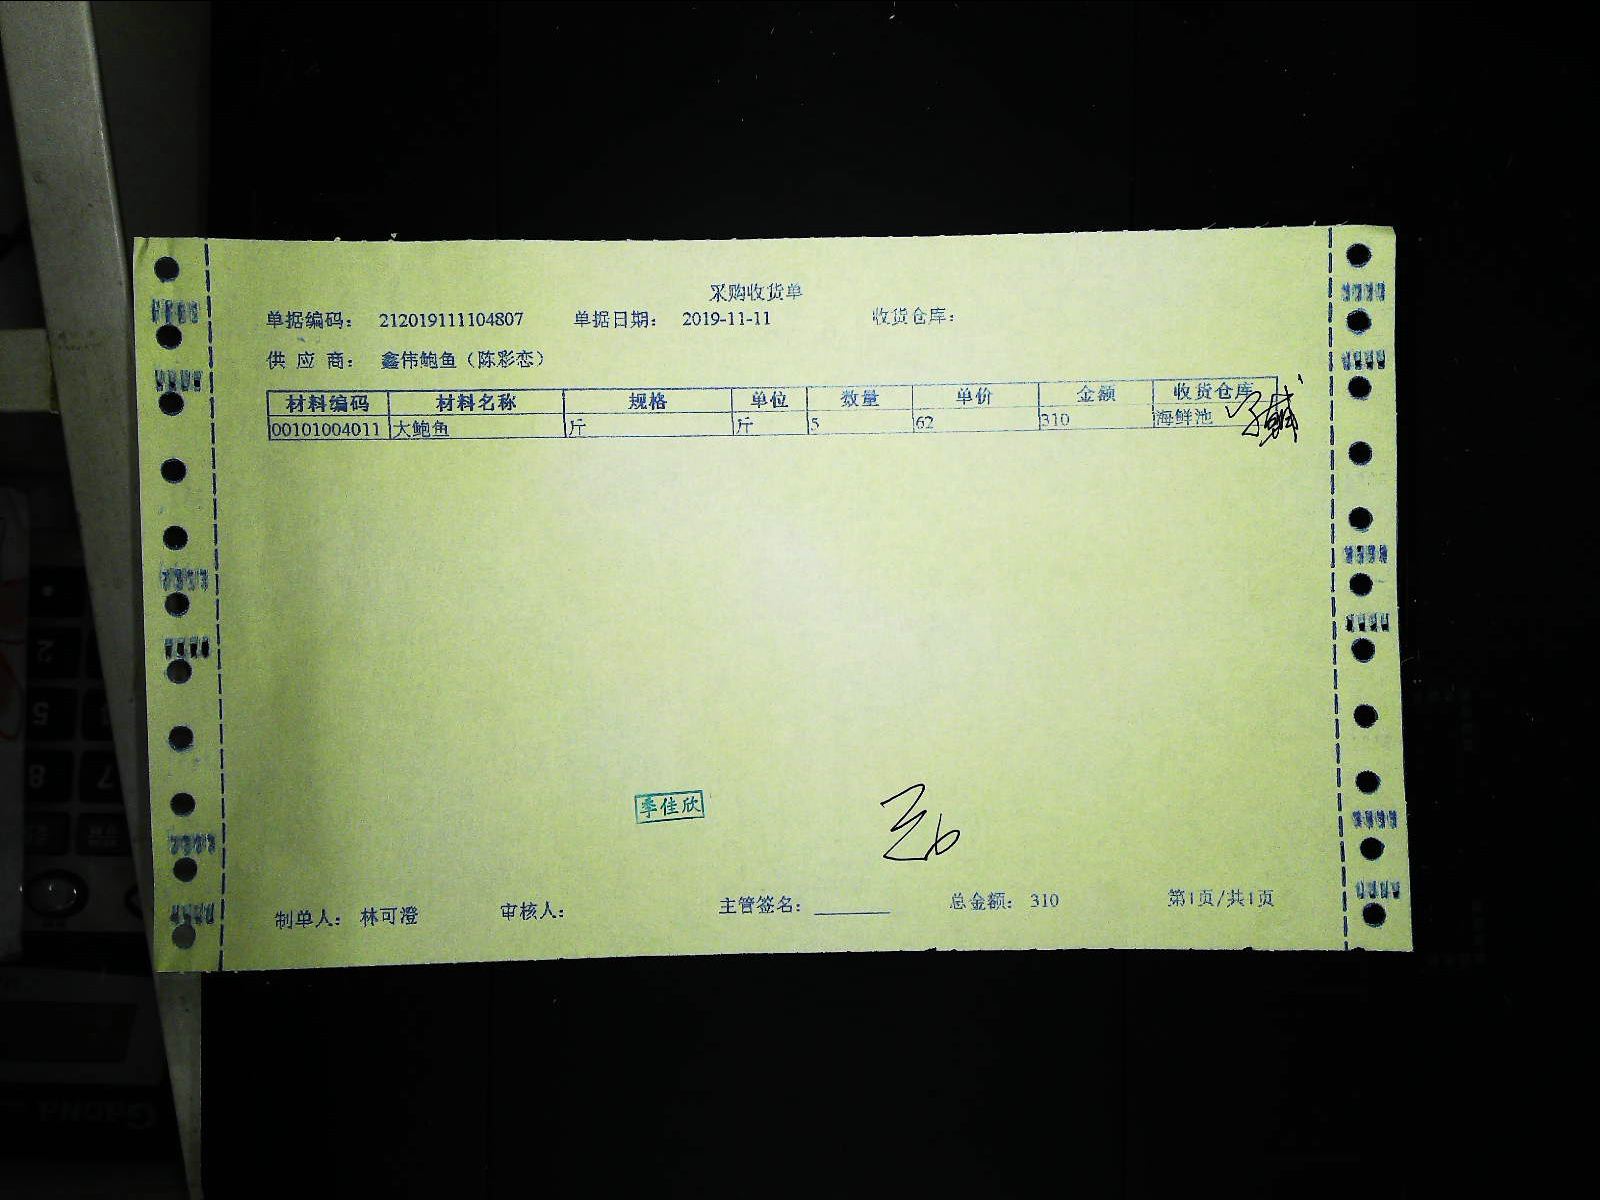 采购收货单
单据编码： 212019111104807 单据日期： 2019-11-11 收货仓库：
供 应 商： 鑫伟鲍鱼（陈彩恋）
材料编码 材料名称 规格 单位 数量 单价 金额 收货仓库
00101004011 大鲍鱼 斤 斤 5 62 310 海鲜池
季佳欣
制单人： 林可澄 审核人： 主管签名： ______ 总金额： 310 第1页/共1页